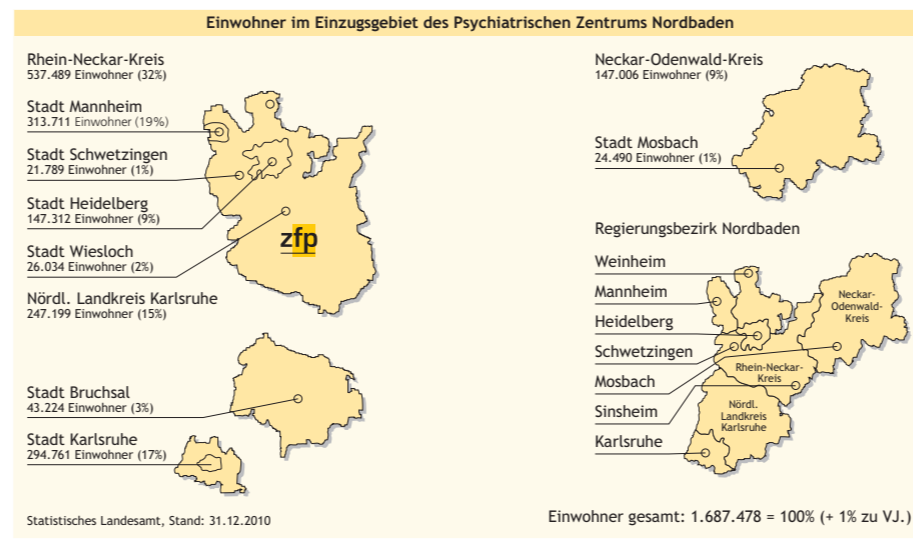 Einwohner im Einzugsgebiet des Psychiatrischen Zentrums Nordbaden
Rhein-Neckar-Kreis
537.489 Einwohner (32%)
Stadt Mannheim
313.711 Einwohner (19%)
Stadt Schwetzingen
21.789 Einwohner (1%)
Stadt Heidelberg
147.312 Einwohner (9%)
Stadt Wiesloch
26.034 Einwohner (2%)
zfp
Nördl. Landkreis Karlsruhe
247.199 Einwohner (15%)
Stadt Bruchsal
43.224 Einwohner (3%)
Stadt Karlsruhe
294.761 Einwohner (17%)
Statistisches Landesamt, Stand: 31.12.2010
Neckar-Odenwald-Kreis
147.006 Einwohner (9%)
Stadt Mosbach
24.490 Einwohner (1%)
Regierungsbezirk Nordbaden
Weinheim
Mannheim
Heidelberg
Schwetzingen
Mosbach
Sinsheim
Karlsruhe
Neckar-
Odenwald-
Kreis
Rhein-Neckar-
Kreis
Nördl.
Landkreis
Karlsruhe
Einwohner gesamt: 1.687.478 = 100% (+ 1% zu VJ.)